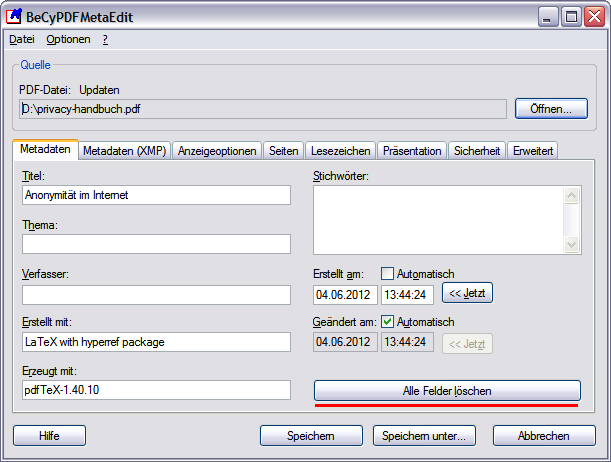 BeCyPDFMetaEdit
Datei Optionen ?
Quelle
PDF-Datei: Updaten
D:\privacy-handbuch.pdf
Öffnen...
Metadaten Metadaten (XMP) Anzeigeoptionen Seiten Lesezeichen Präsentation Sicherheit Erweitert
Titel:
Anonymität im Internet
Thema:
Verfasser:
Erstellt mit:
LaTeX with hyperref package
Erzeugt mit:
pdfTeX-1.40.10
Stichwörter:
Erstellt am: Automatisch
04.06.2012 13:44:24 << Jetzt
Geändert am: Automatisch
04.06.2012 13:44:24 << Jetzt
Alle Felder löschen
Hilfe Speichern Speichern unter... Abbrechen